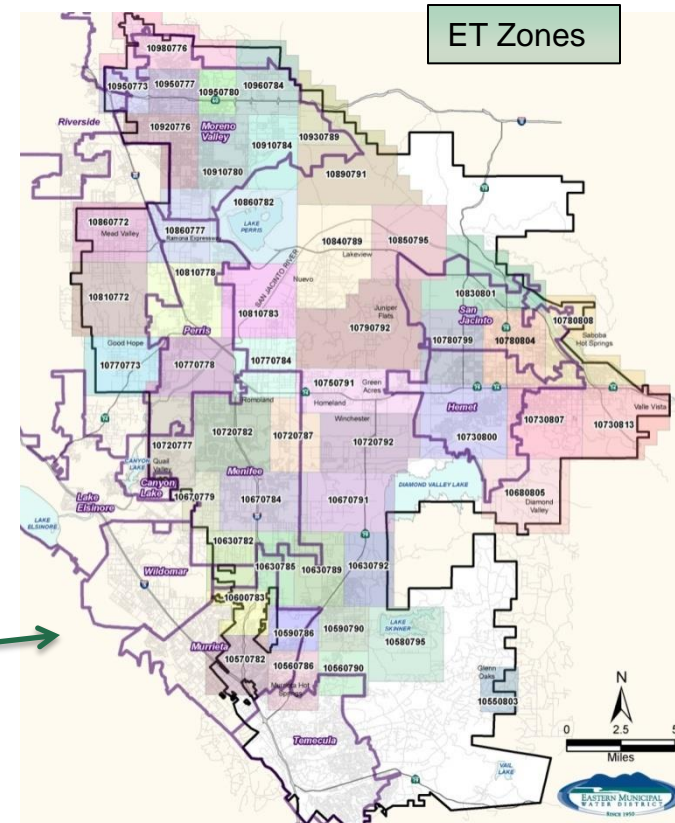 ET Zones
10980776
10950773
10950777
10950780
10960784
Riverside
10920776
Moreno
Valley
10930789
10910784
10910780
10890791
10860782
LAKE
PERRIS
10860772
Mead Valley
10860777
Ramona Expressway
10840789
Lakeview
10850795
10810778
SAN JACINTO RIVER
Nuevo
10810772
10810783
Juniper
Flats
10790792
10830801
San
Jacinto
10780808
Soboba
Hot Springs
Perris
10780799
10780804
Good Hope
10770773
10770778
10770784
10750791
Green
Acres
Homeland
Romoland
Hemet
Valle Vista
10730807
10730813
Winchester
10720777
10720782
10720787
10720792
10730800
Quail
Valley
CANYON
LAKE
Menifee
Canyon
Lake
10670779
10670784
10670791
DIAMOND VALLEY LAKE
10680805
Diamond
Valley
Lake
Elsinore
LAKE
ELSINORE
10630782
10630785
10630789
10630792
Wildomar
10600783
10590786
10590790
LAKE
SKINNER
10580795
Murrieta
10570782
10560786
10560790
Murrieta Hot
Springs
Glenn
Oaks
10550803
Temecula
VAIL
LAKE
N
0 2.5 5
Miles
EASTERN MUNICIPAL
WATER DISTRICT
SINCE 1950